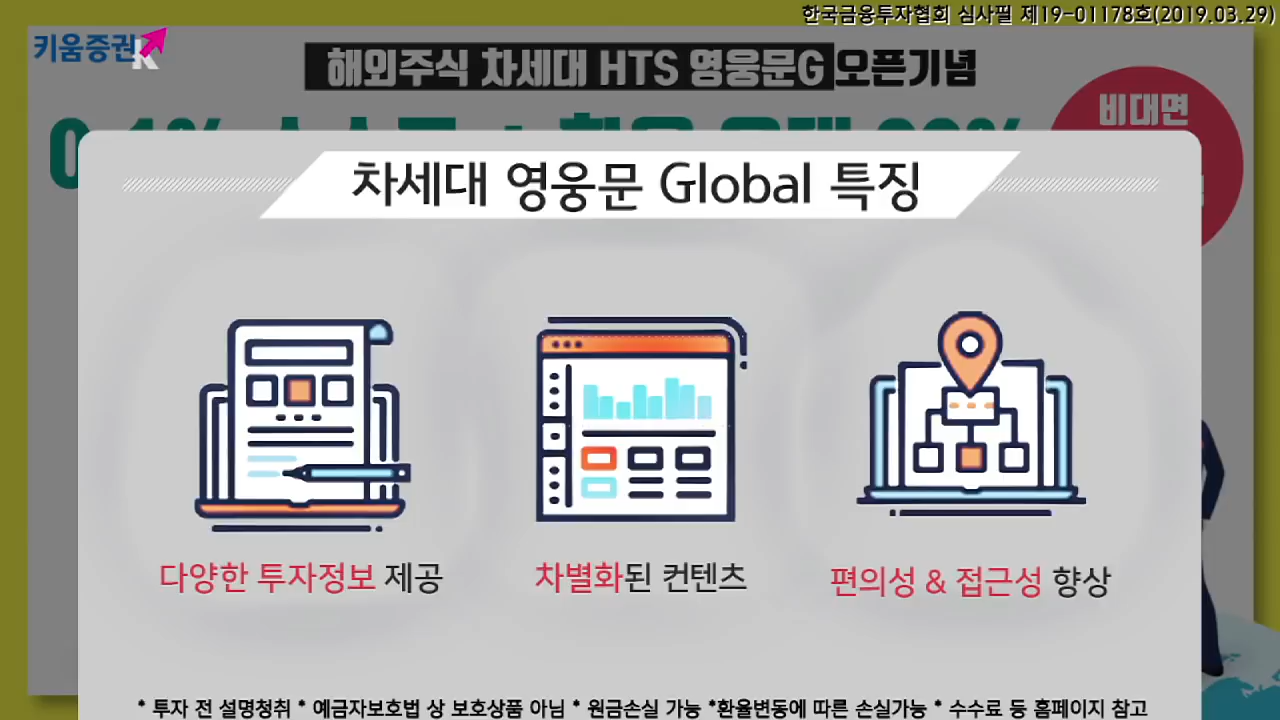 한국금융투자협회 심사필 제19-01178호(2019.03.29)
키움증권
해외주식 차세대 HTS 영웅문G 오픈기념
비대면
차세대 영웅문 Global 특징
다양한 투자정보 제공
차별화된 컨텐츠
편의성 & 접근성 향상
* 투자 전 설명청취 * 예금자보호법 상 보호상품 아님 * 원금손실 가능 *환율변동에 따른 손실가능 * 수수료 등 홈페이지 참고